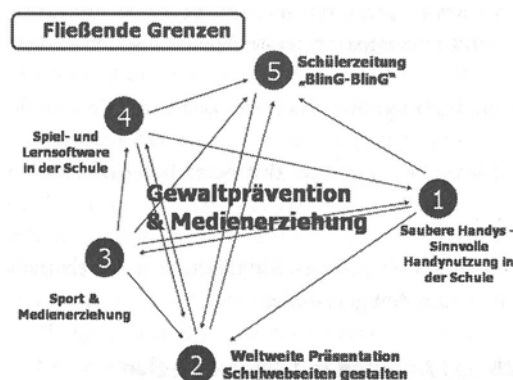 Fließende Grenzen
5
Schülerzeitung
„BlinG-BlinG“
4
Spiel- und
Lernsoftware
in der Schule
Gewaltprävention
& Medienerziehung
1
Saubere Handys –
Sinnvolle
Handynutzung in
der Schule
3
Sport &
Medienerziehung
2
Weltweite Präsentation
Schulwebseiten gestalten